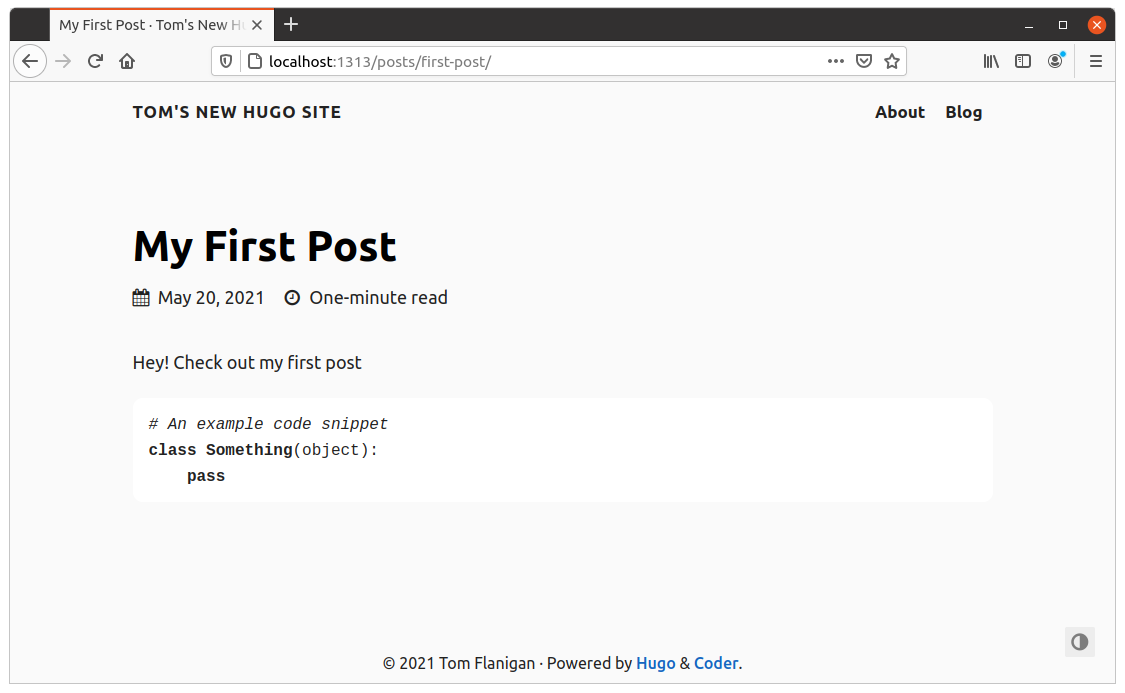 My First Post · Tom's New H
localhost:1313/posts/first-post/
TOM'S NEW HUGO SITE
About Blog
My First Post
May 20, 2021 One-minute read
Hey! Check out my first post
# An example code snippet
class Something(object):
    pass
© 2021 Tom Flanigan · Powered by Hugo & Coder.